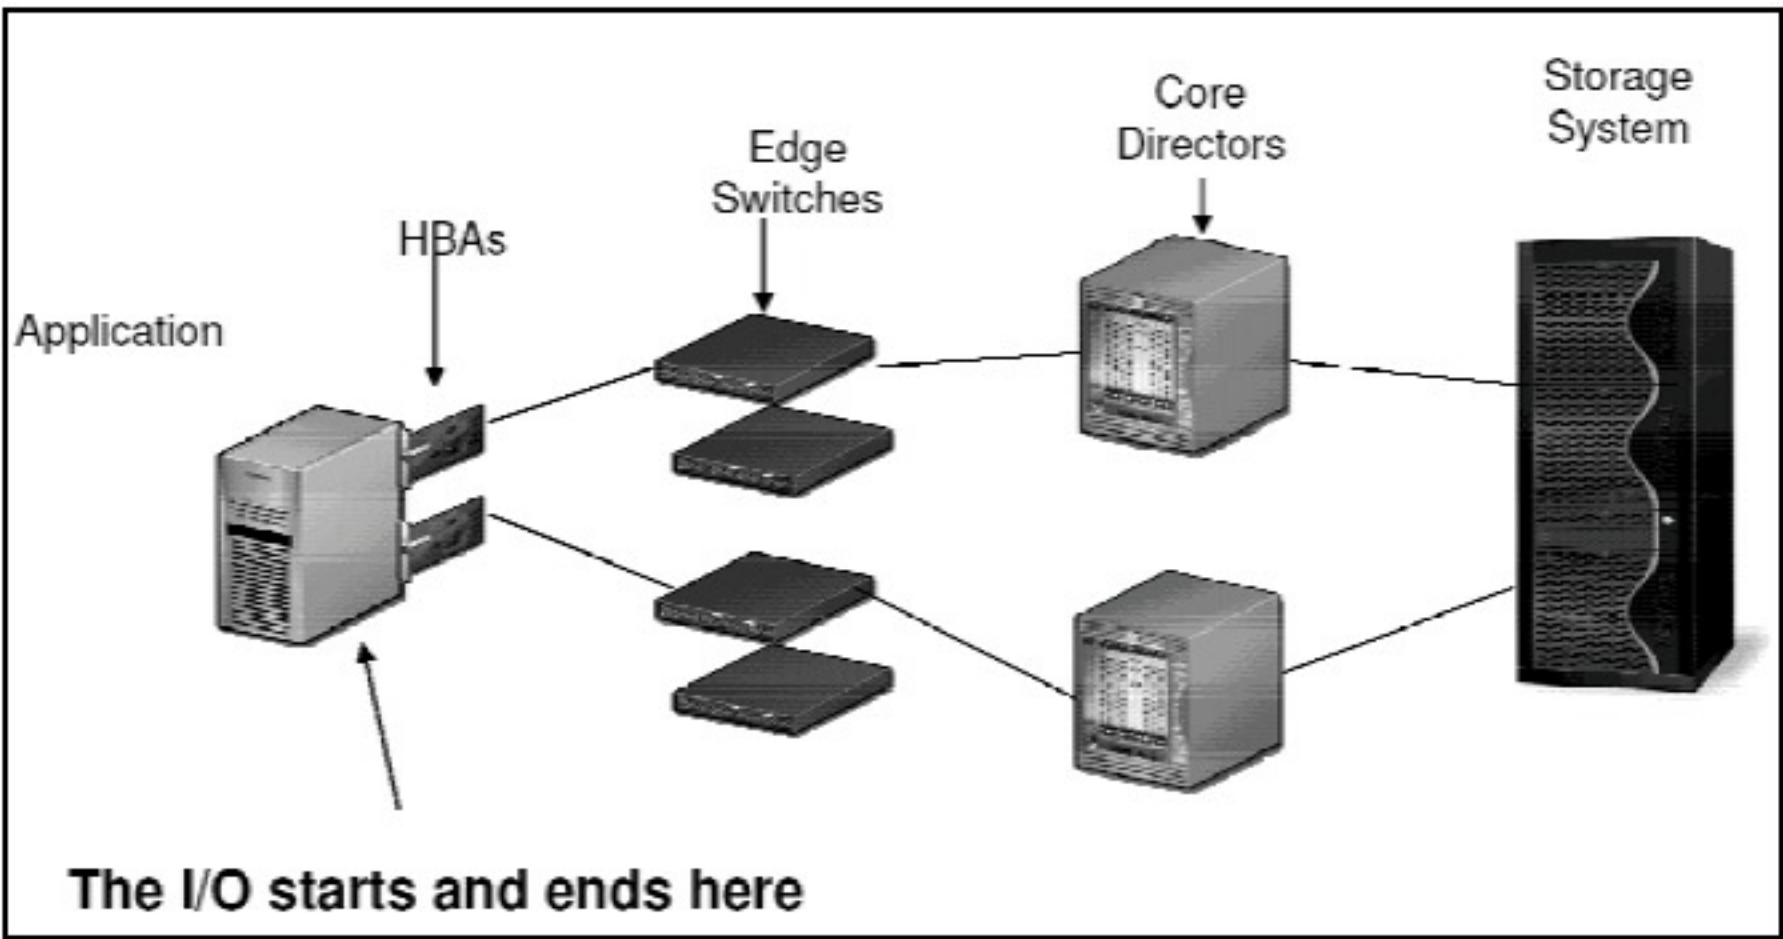 Storage
System
Core
Directors
Edge
Switches
HBAs
Application
The I/O starts and ends here